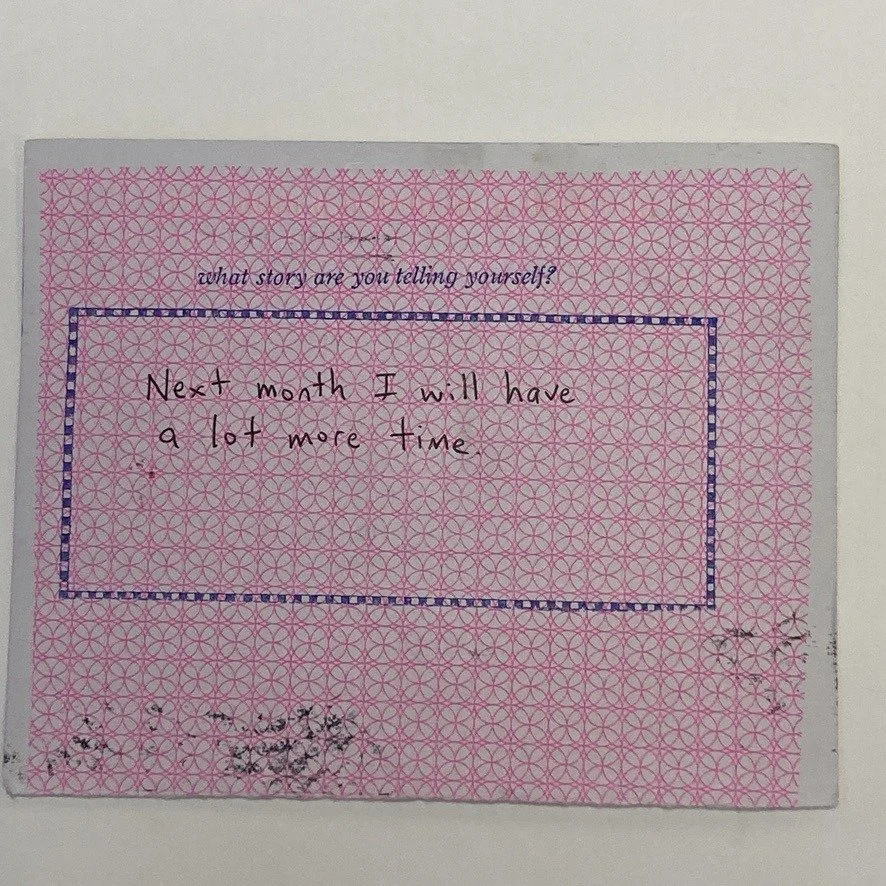 what story are you telling yourself?
Next month I will have
a lot more time.